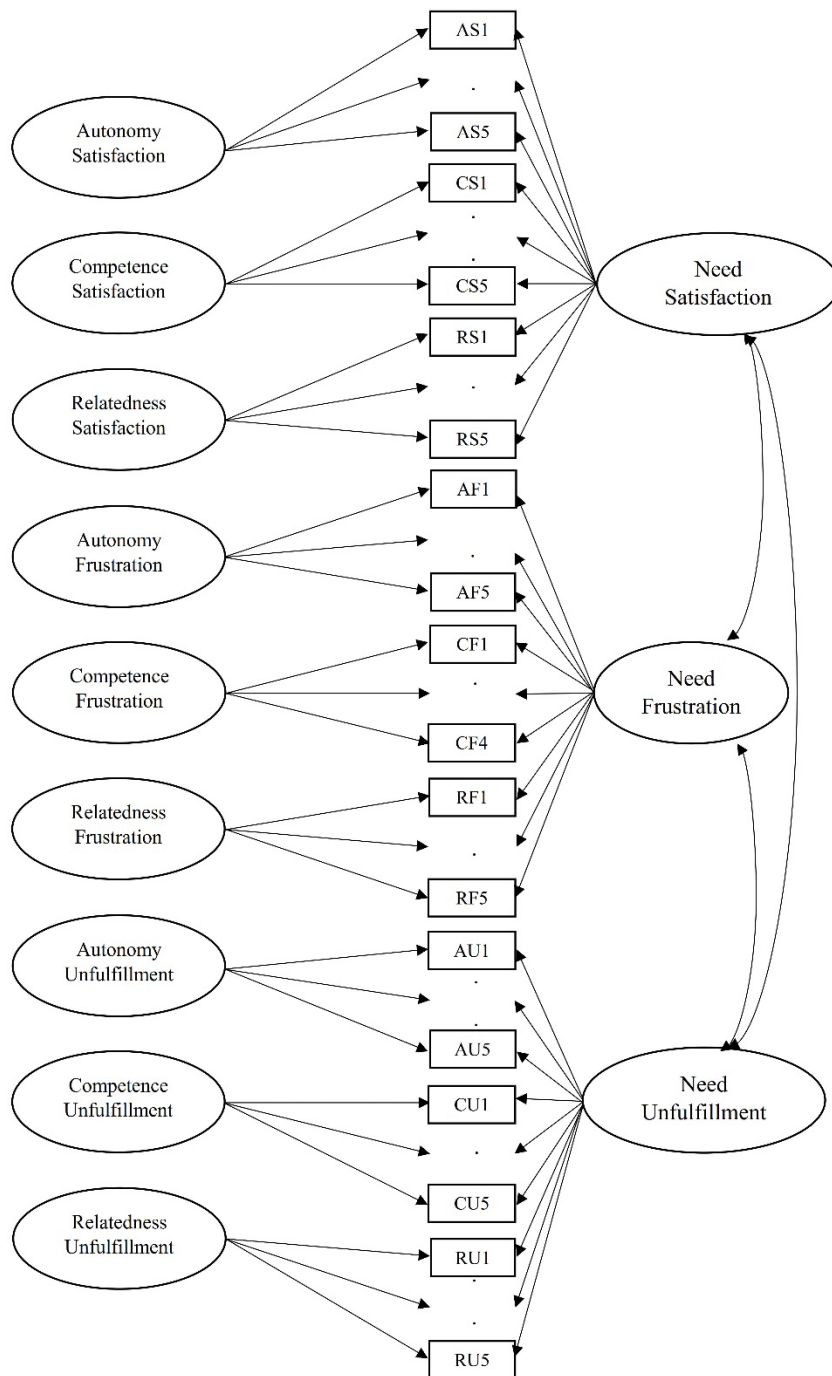 AS1
.
AS5
Autonomy
Satisfaction
CS1
.
.
CS5
Competence
Satisfaction
Need
Satisfaction
RS1
.
RS5
Relatedness
Satisfaction
AF1
.
AF5
Autonomy
Frustration
CF1
.
CF4
Competence
Frustration
Need
Frustration
RF1
.
RF5
Relatedness
Frustration
AU1
.
.
AU5
Autonomy
Unfulfillment
CU1
.
CU5
Competence
Unfulfillment
Need
Unfulfillment
RU1
.
.
RU5
Relatedness
Unfulfillment